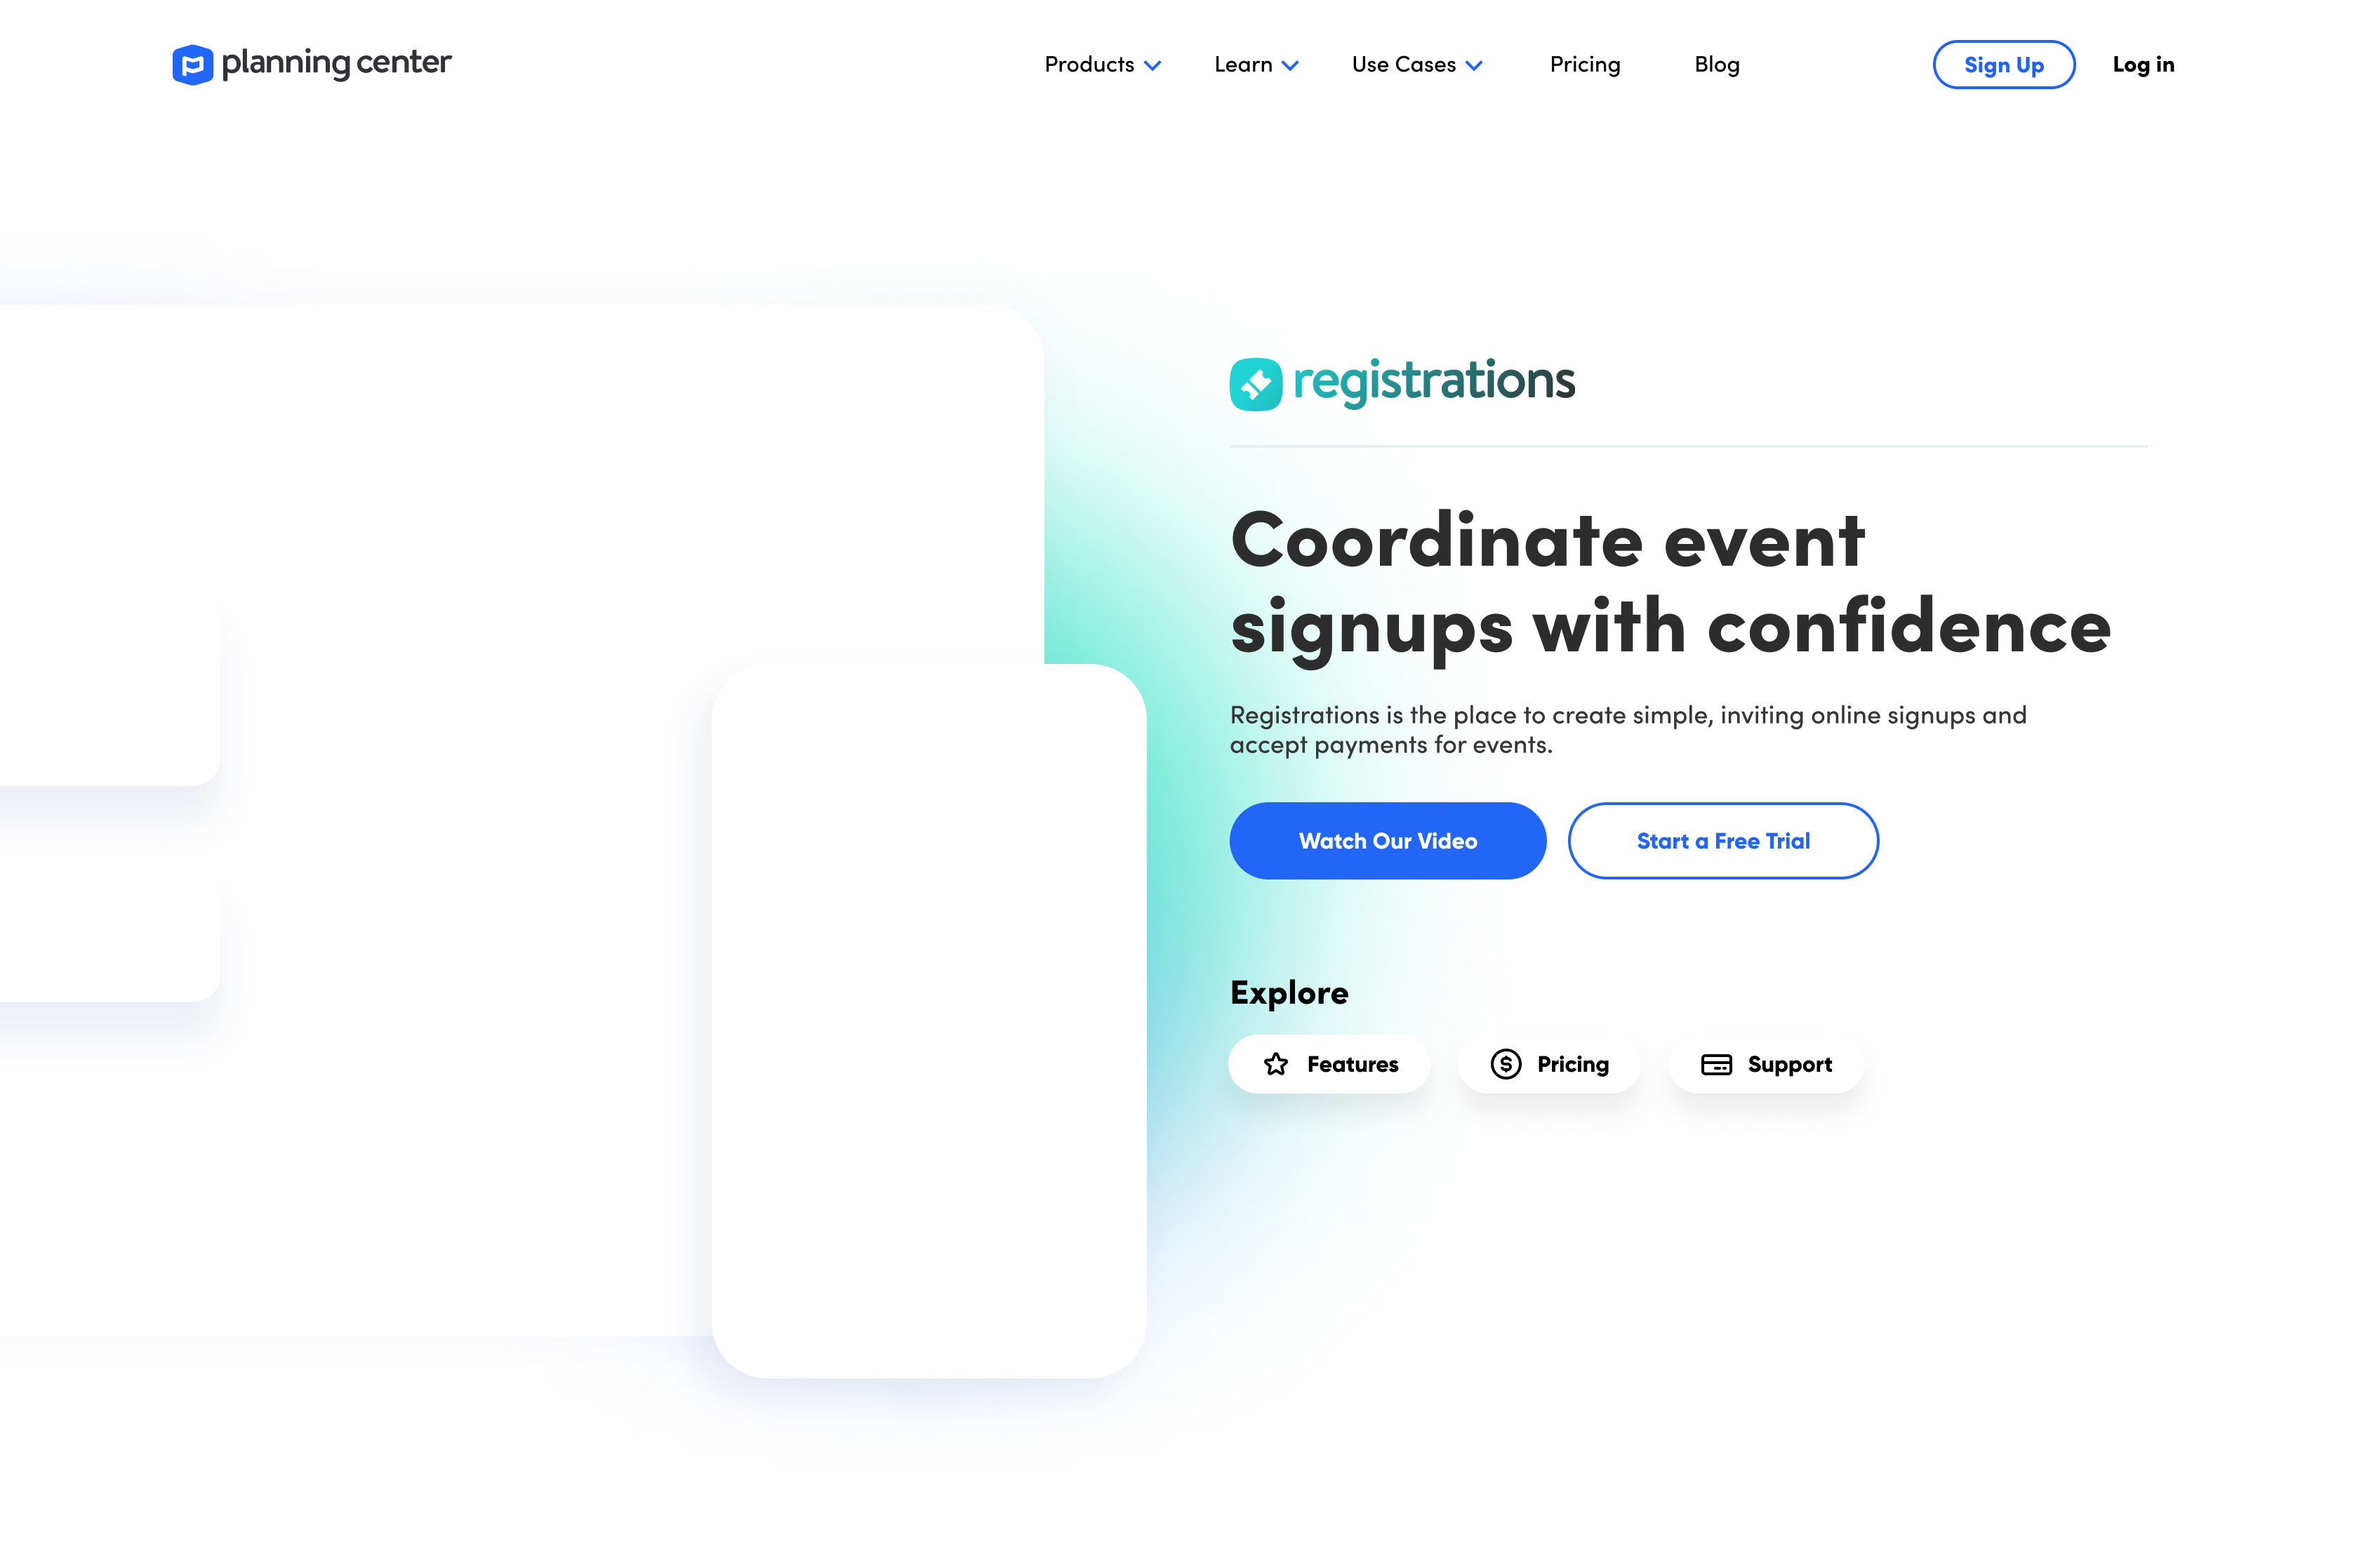 planning center
Products
Learn
Use Cases
Pricing
Blog
Sign Up
Log in
registrations
Coordinate event
signups with confidence
Registrations is the place to create simple, inviting online signups and
accept payments for events.
Watch Our Video
Start a Free Trial
Explore
Features
Pricing
Support